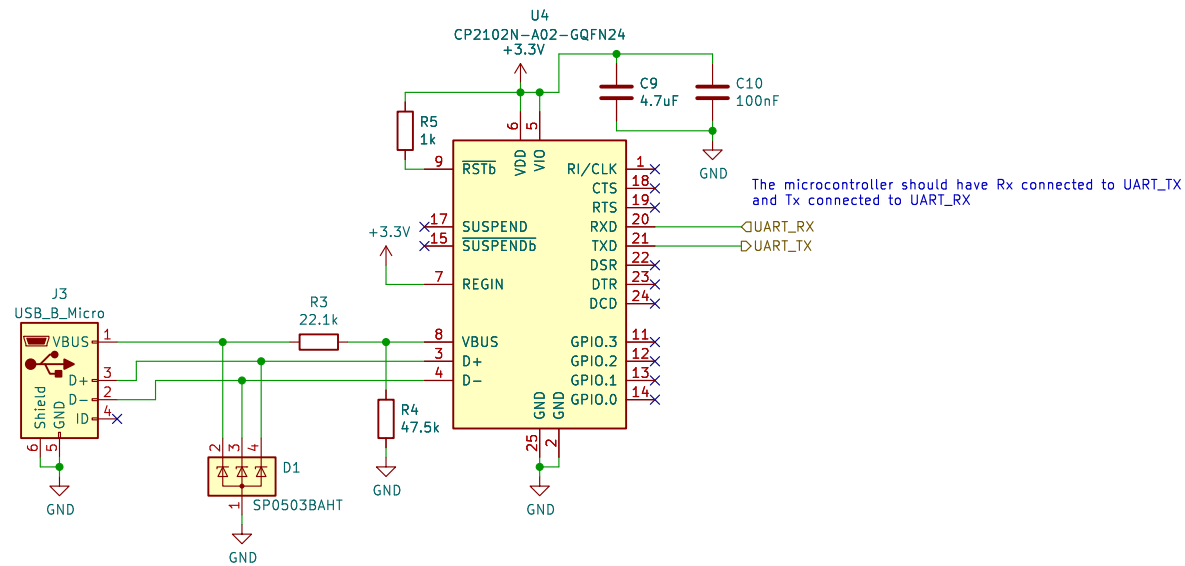 U4
CP2102N-A02-GQFN24
+3.3V
C9
4.7uF
C10
100nF
R5
1k
6
5
VDD
VIO
GND
9
RSTb
RI/CLK
1
CTS
18
RTS
19
The microcontroller should have Rx connected to UART_TX
and Tx connected to UART_RX
17
SUSPEND
RXD
20
UART_RX
+3.3V
15
SUSPENDb
TXD
21
UART_TX
DSR
22
7
REGIN
DTR
23
DCD
24
J3
USB_B_Micro
R3
22.1k
VBUS
1
8
VBUS
GPIO.3
11
3
D+
GPIO.2
12
D+
3
4
D-
GPIO.1
13
D-
2
GPIO.0
14
ID
4
Shield
GND
R4
47.5k
GND
GND
6
5
2
3
4
25
2
D1
GND
SP0503BAHT
1
GND
GND
GND